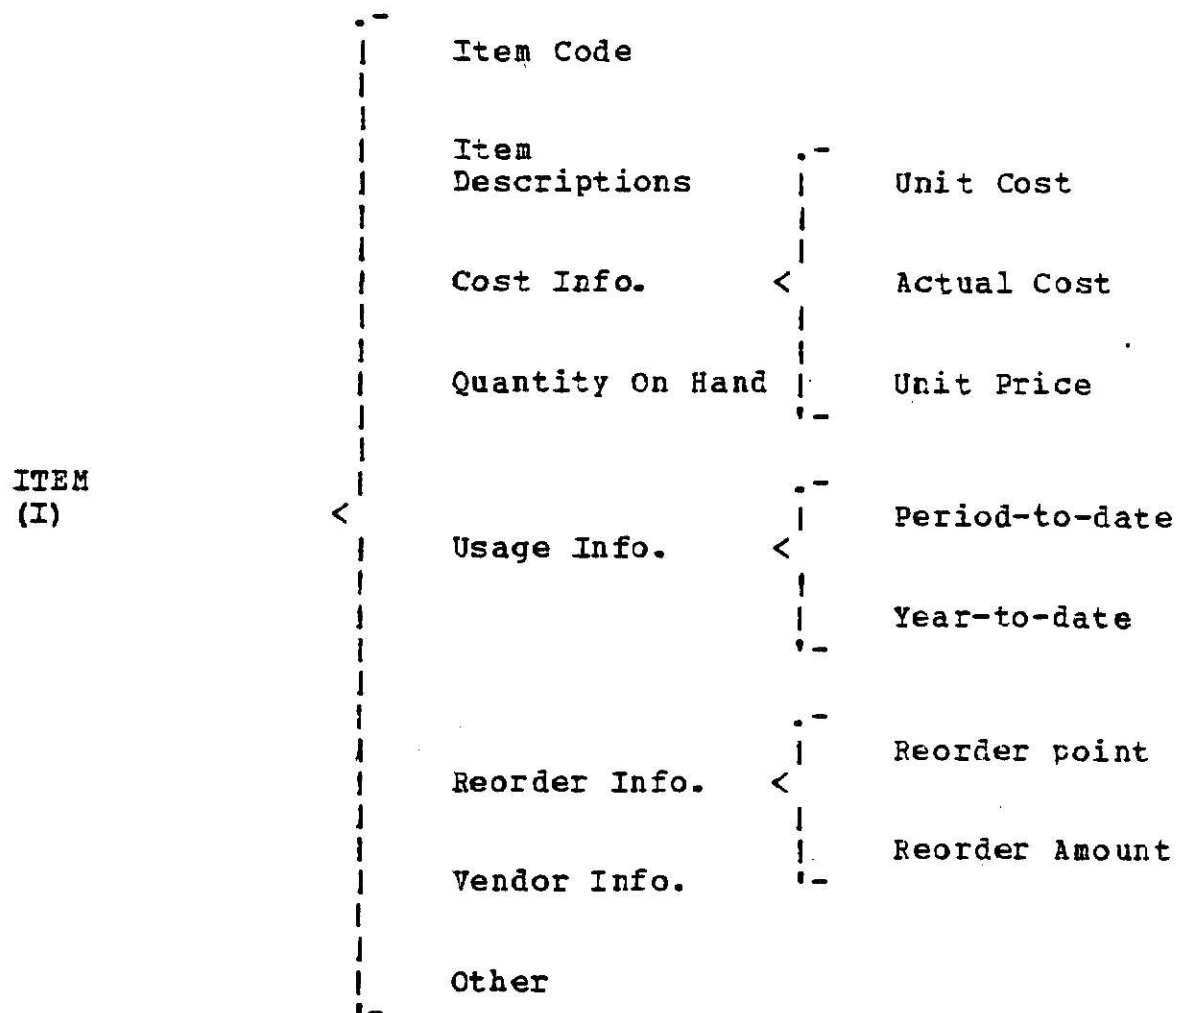 Item Code
Item
Descriptions
Unit Cost
Cost Info. < Actual Cost
Quantity On Hand
Unit Price
ITEM
(I) <
Period-to-date
Usage Info. <
Year-to-date
Reorder point
Reorder Info. <
Reorder Amount
Vendor Info.
Other